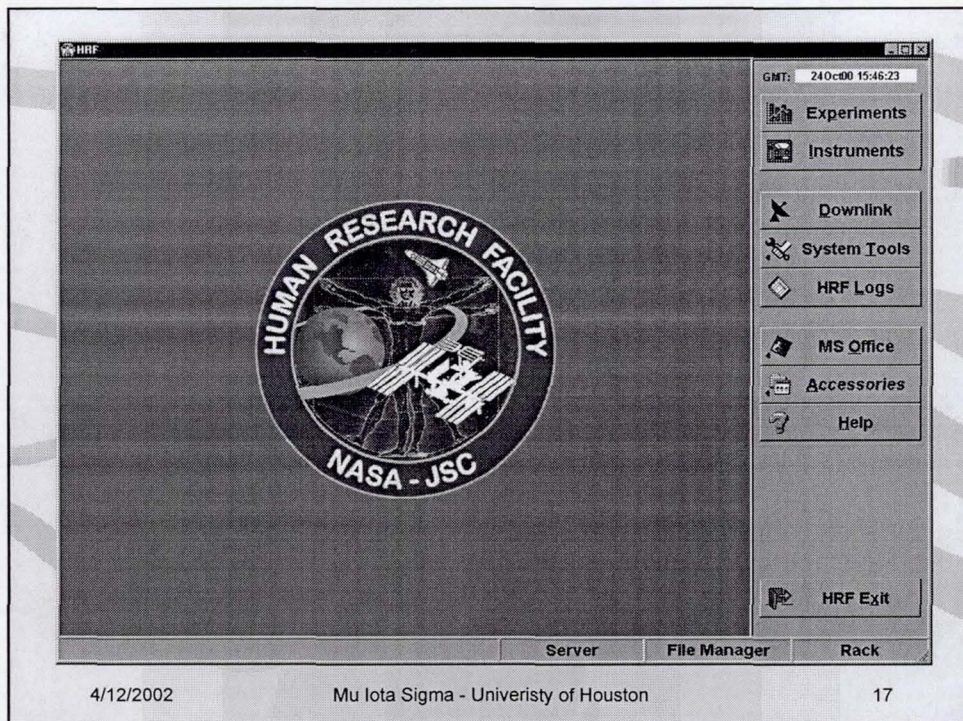 HRF
GMT: 24Oct00 15:46:23
Experiments
Instruments
Downlink
System Tools
HRF Logs
MS Office
Accessories
Help
HRF Exit
HUMAN RESEARCH FACILITY
NASA - JSC
Server File Manager Rack
4/12/2002 Mu Iota Sigma - Univeristy of Houston 17